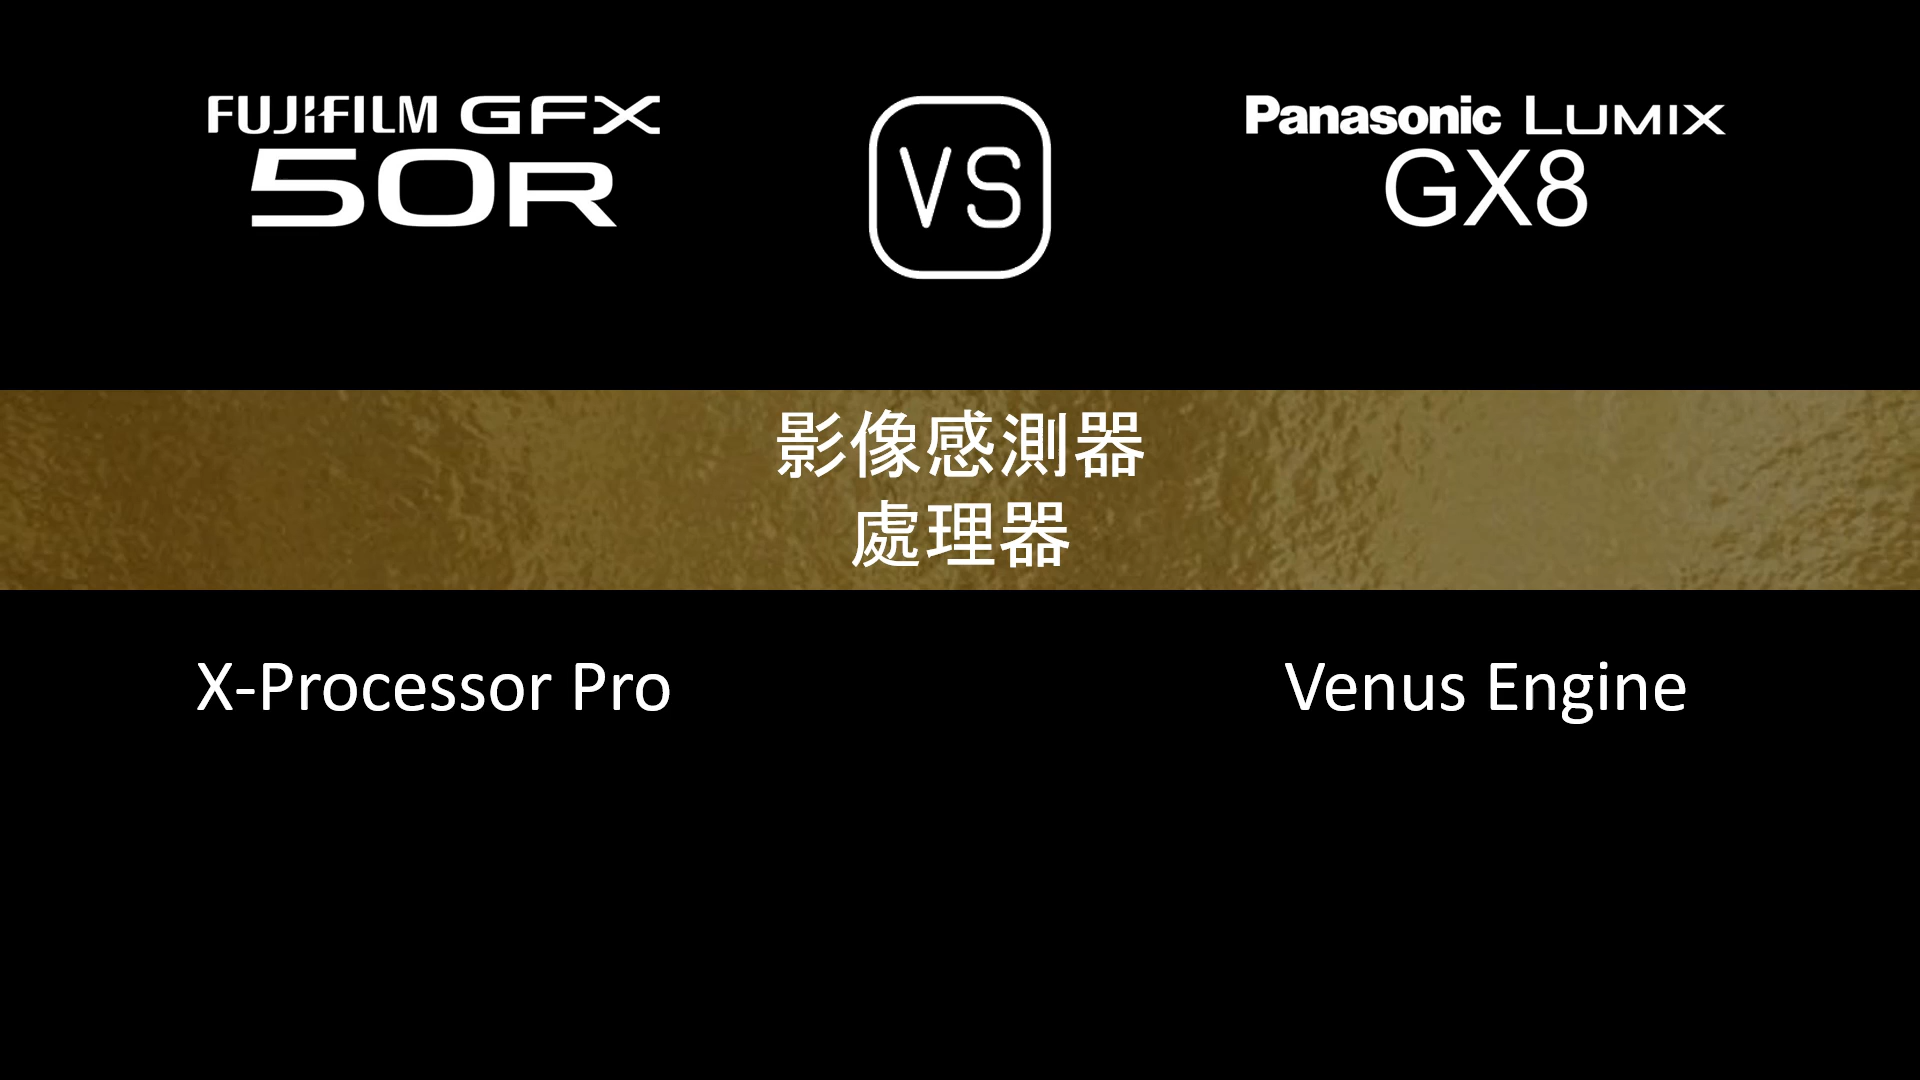 FUJIFILM GFX
50R
VS
Panasonic LUMIX
GX8
影像感測器
處理器
X-Processor Pro
Venus Engine